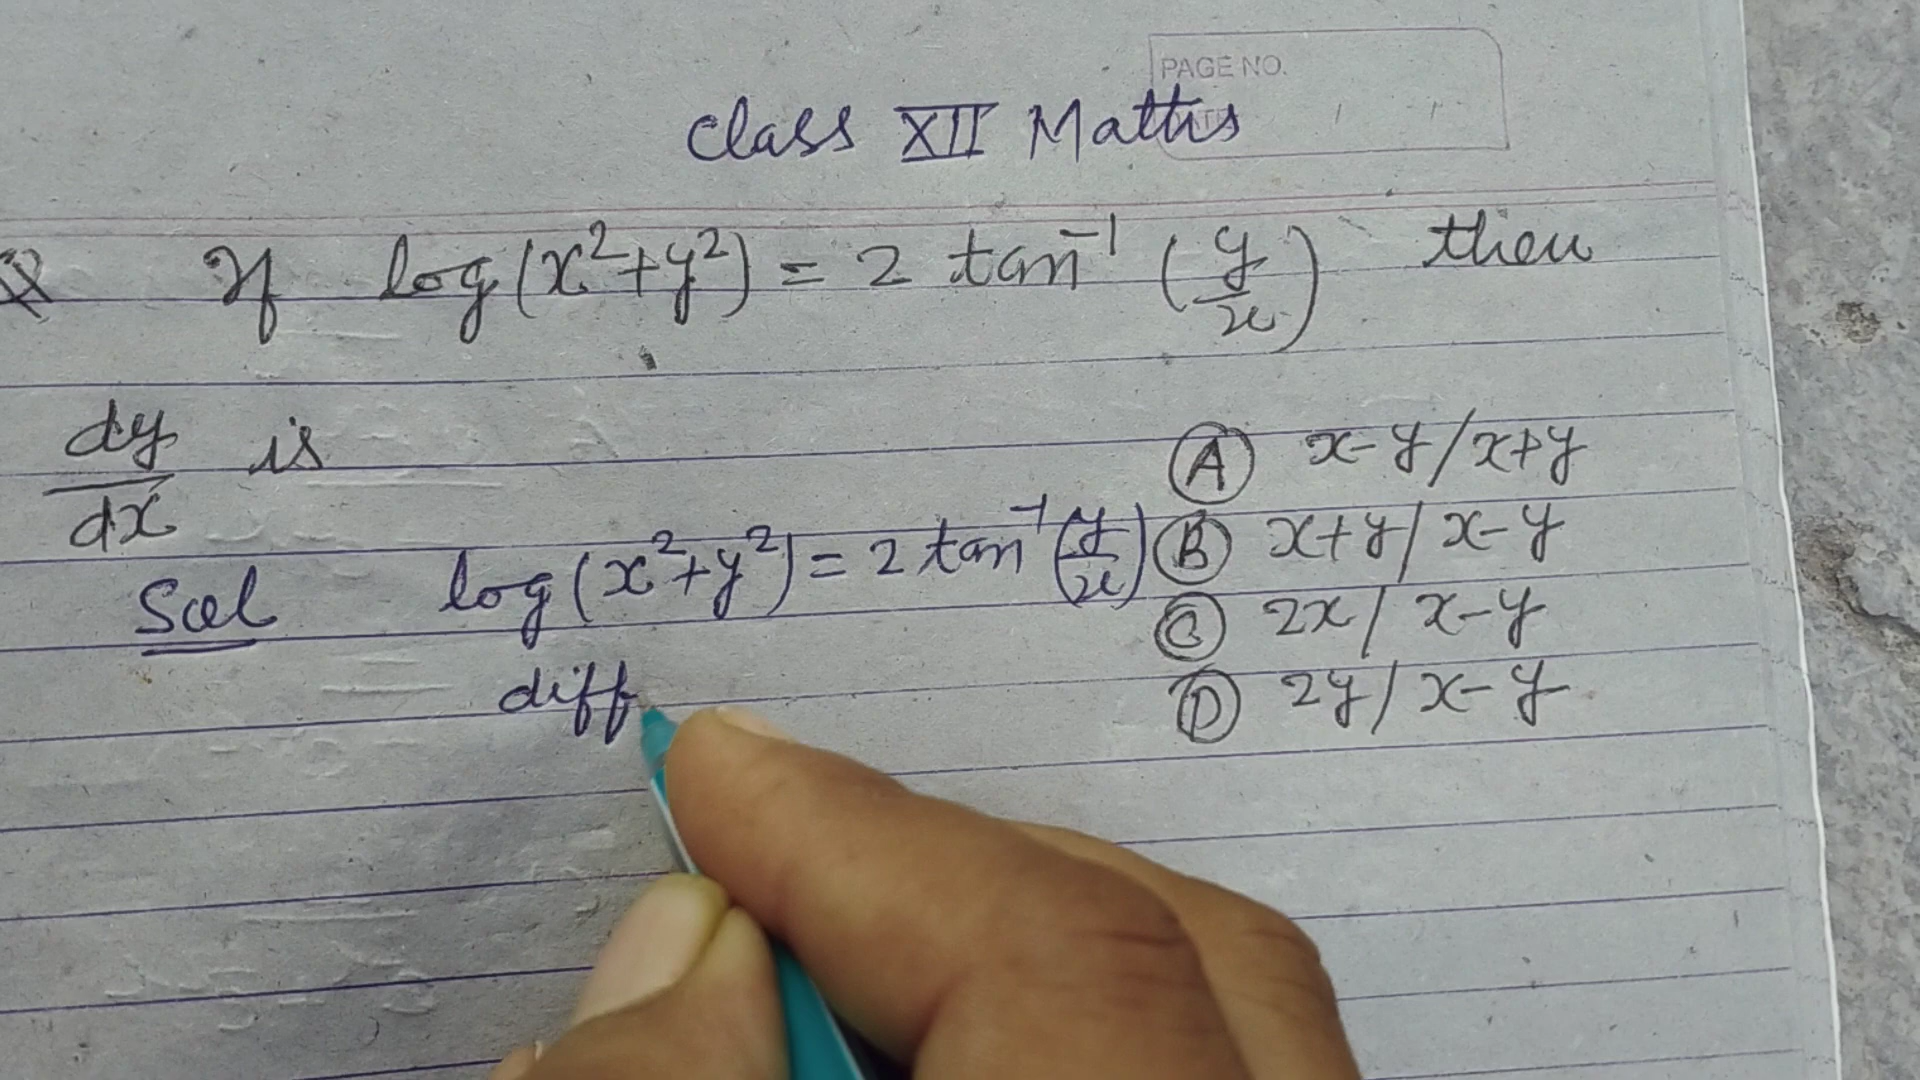 PAGE NO.
Class XII Maths
Q If log(x²+y²) = 2 tan⁻¹ (y/x) then
dy/dx is
Ⓐ x-y/x+y
Sol log(x²+y²) = 2 tan⁻¹(y/x)
Ⓑ x+y/x-y
Ⓒ 2x/x-y
diff
Ⓓ 2y/x-y